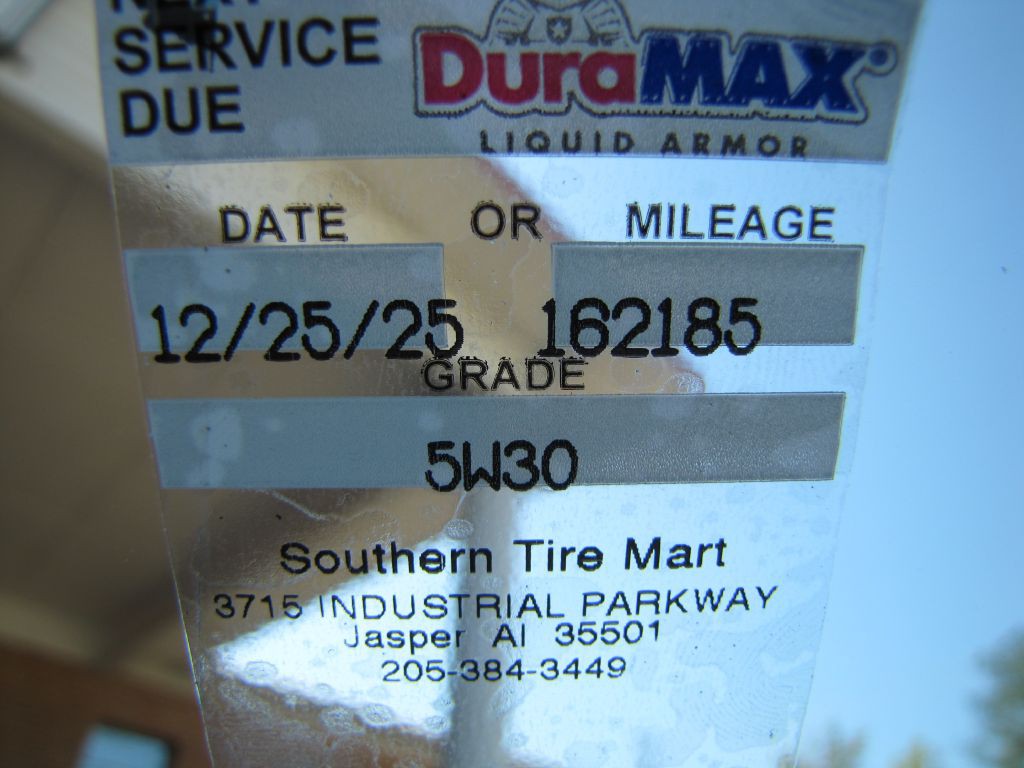 NEXT
SERVICE
DUE
DuraMAX
LIQUID ARMOR
DATE OR MILEAGE
12/25/25 162185
GRADE
5W30
Southern Tire Mart
3715 INDUSTRIAL PARKWAY
Jasper Al 35501
205-384-3449